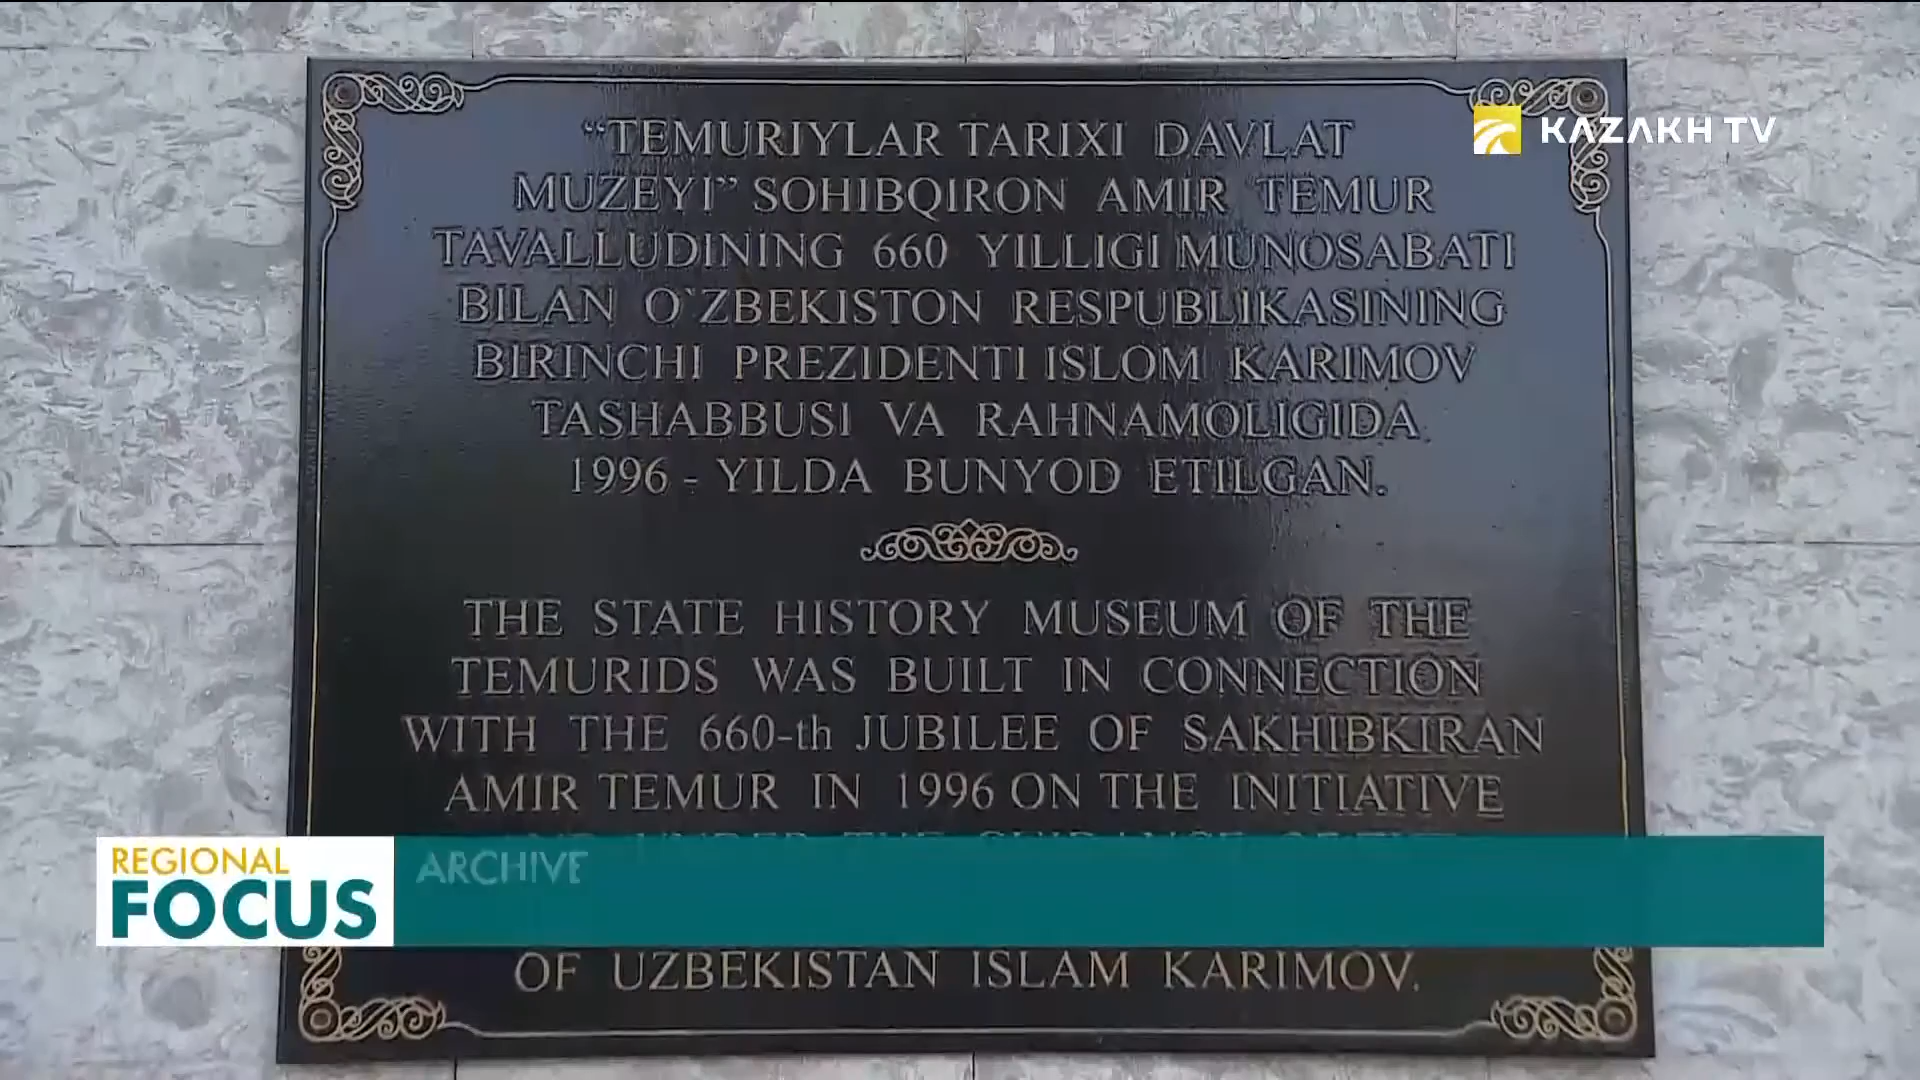 KAZAKH TV
“TEMURIYLAR TARIXI DAVLAT
MUZEYI” SOHIBQIRON AMIR TEMUR
TAVALLUDINING 660 YILLIGI MUNOSABATI
BILAN O`ZBEKISTON RESPUBLIKASINING
BIRINCHI PREZIDENTI ISLOM KARIMOV
TASHABBUSI VA RAHNAMOLIGIDA
1996 - YILDA BUNYOD ETILGAN.
THE STATE HISTORY MUSEUM OF THE
TEMURIDS WAS BUILT IN CONNECTION
WITH THE 660-th JUBILEE OF SAKHIBKIRAN
AMIR TEMUR IN 1996 ON THE INITIATIVE
REGIONAL
FOCUS
ARCHIVE
OF UZBEKISTAN ISLAM KARIMOV.